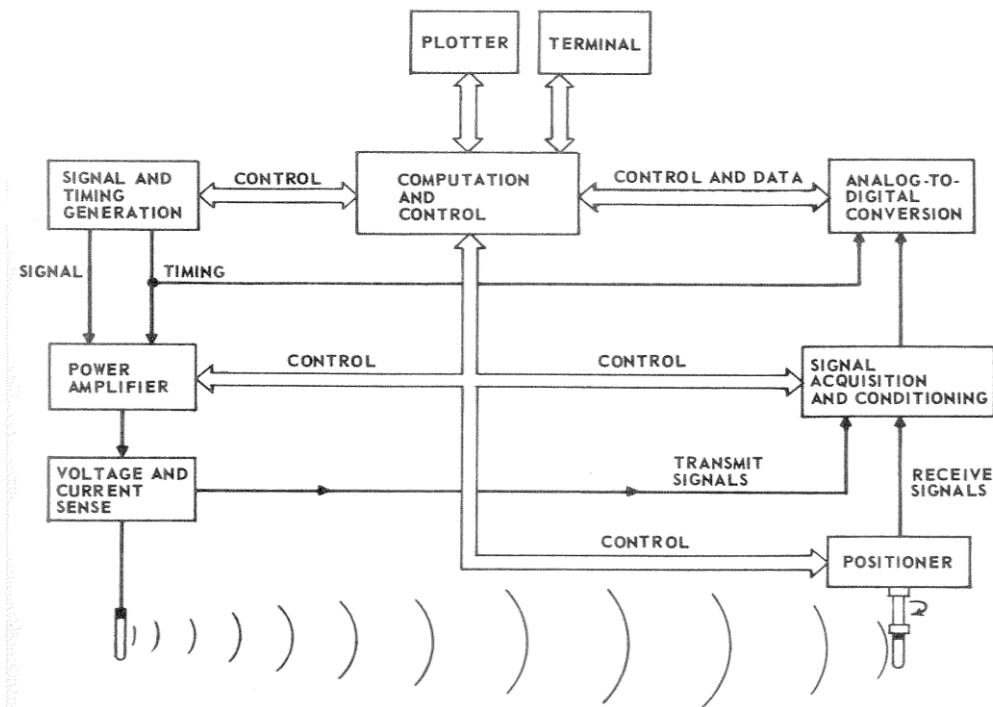 PLOTTER
TERMINAL
SIGNAL AND
TIMING
GENERATION
CONTROL
COMPUTATION
AND
CONTROL
CONTROL AND DATA
ANALOG-TO-
DIGITAL
CONVERSION
SIGNAL
TIMING
POWER
AMPLIFIER
CONTROL
CONTROL
SIGNAL
ACQUISITION
AND CONDITIONING
VOLTAGE AND
CURRENT
SENSE
TRANSMIT
SIGNALS
RECEIVE
SIGNALS
CONTROL
POSITIONER